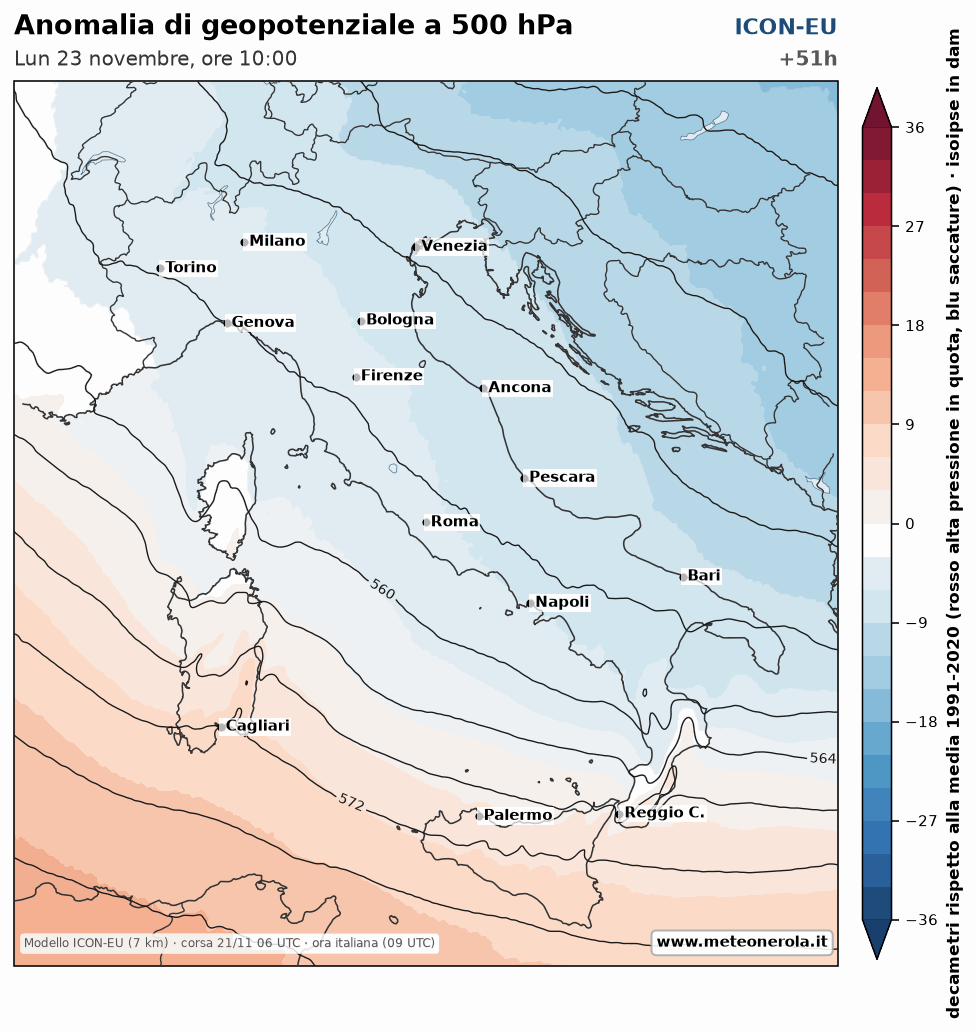 Anomalia di geopotenziale a 500 hPa
ICON-EU
Lun 23 novembre, ore 10:00
+51h
Milano
Venezia
Torino
Genova
Bologna
Firenze
Ancona
Pescara
Roma
Bari
560
Napoli
Cagliari
564
572
Palermo
Reggio C.
Modello ICON-EU (7 km) · corsa 21/11 06 UTC · ora italiana (09 UTC)
www.meteonerola.it
36
27
18
9
0
−9
−18
−27
−36
decametri rispetto alla media 1991-2020 (rosso alta pressione in quota, blu saccature) · isoipse in dam